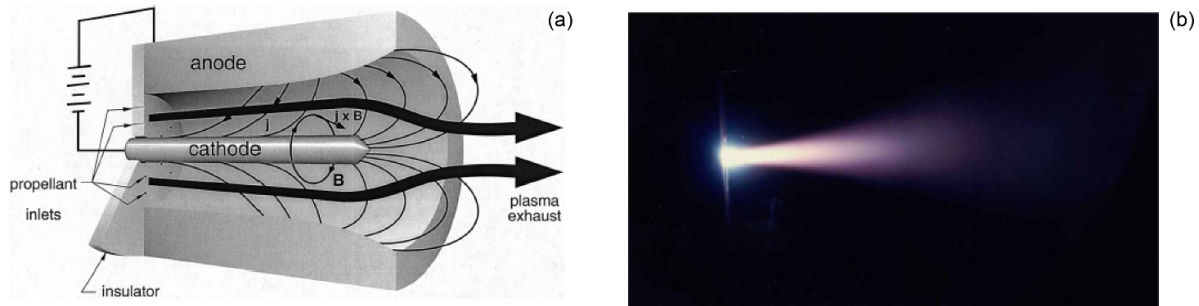 (a)
anode
j
j x B
cathode
B
propellant
inlets
plasma
exhaust
insulator
(b)